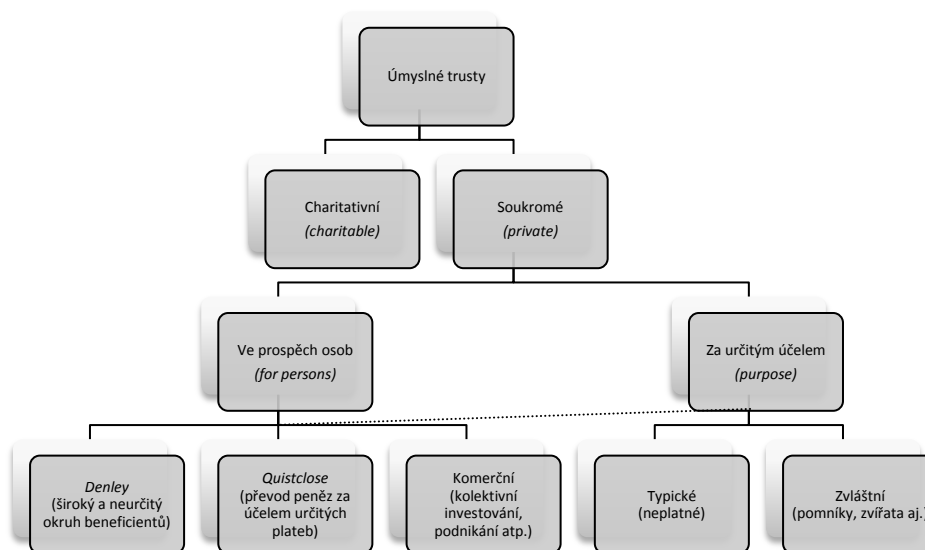 Úmyslné trusty
Charitativní
(charitable)
Soukromé
(private)
Ve prospěch osob
(for persons)
Za určitým účelem
(purpose)
Denley
(široký a neurčitý
okruh beneficientů)
Quistclose
(převod peněz za
účelem určitých
plateb)
Komerční
(kolektivní
investování,
podnikání atp.)
Typické
(neplatné)
Zvláštní
(pomníky, zvířata aj.)